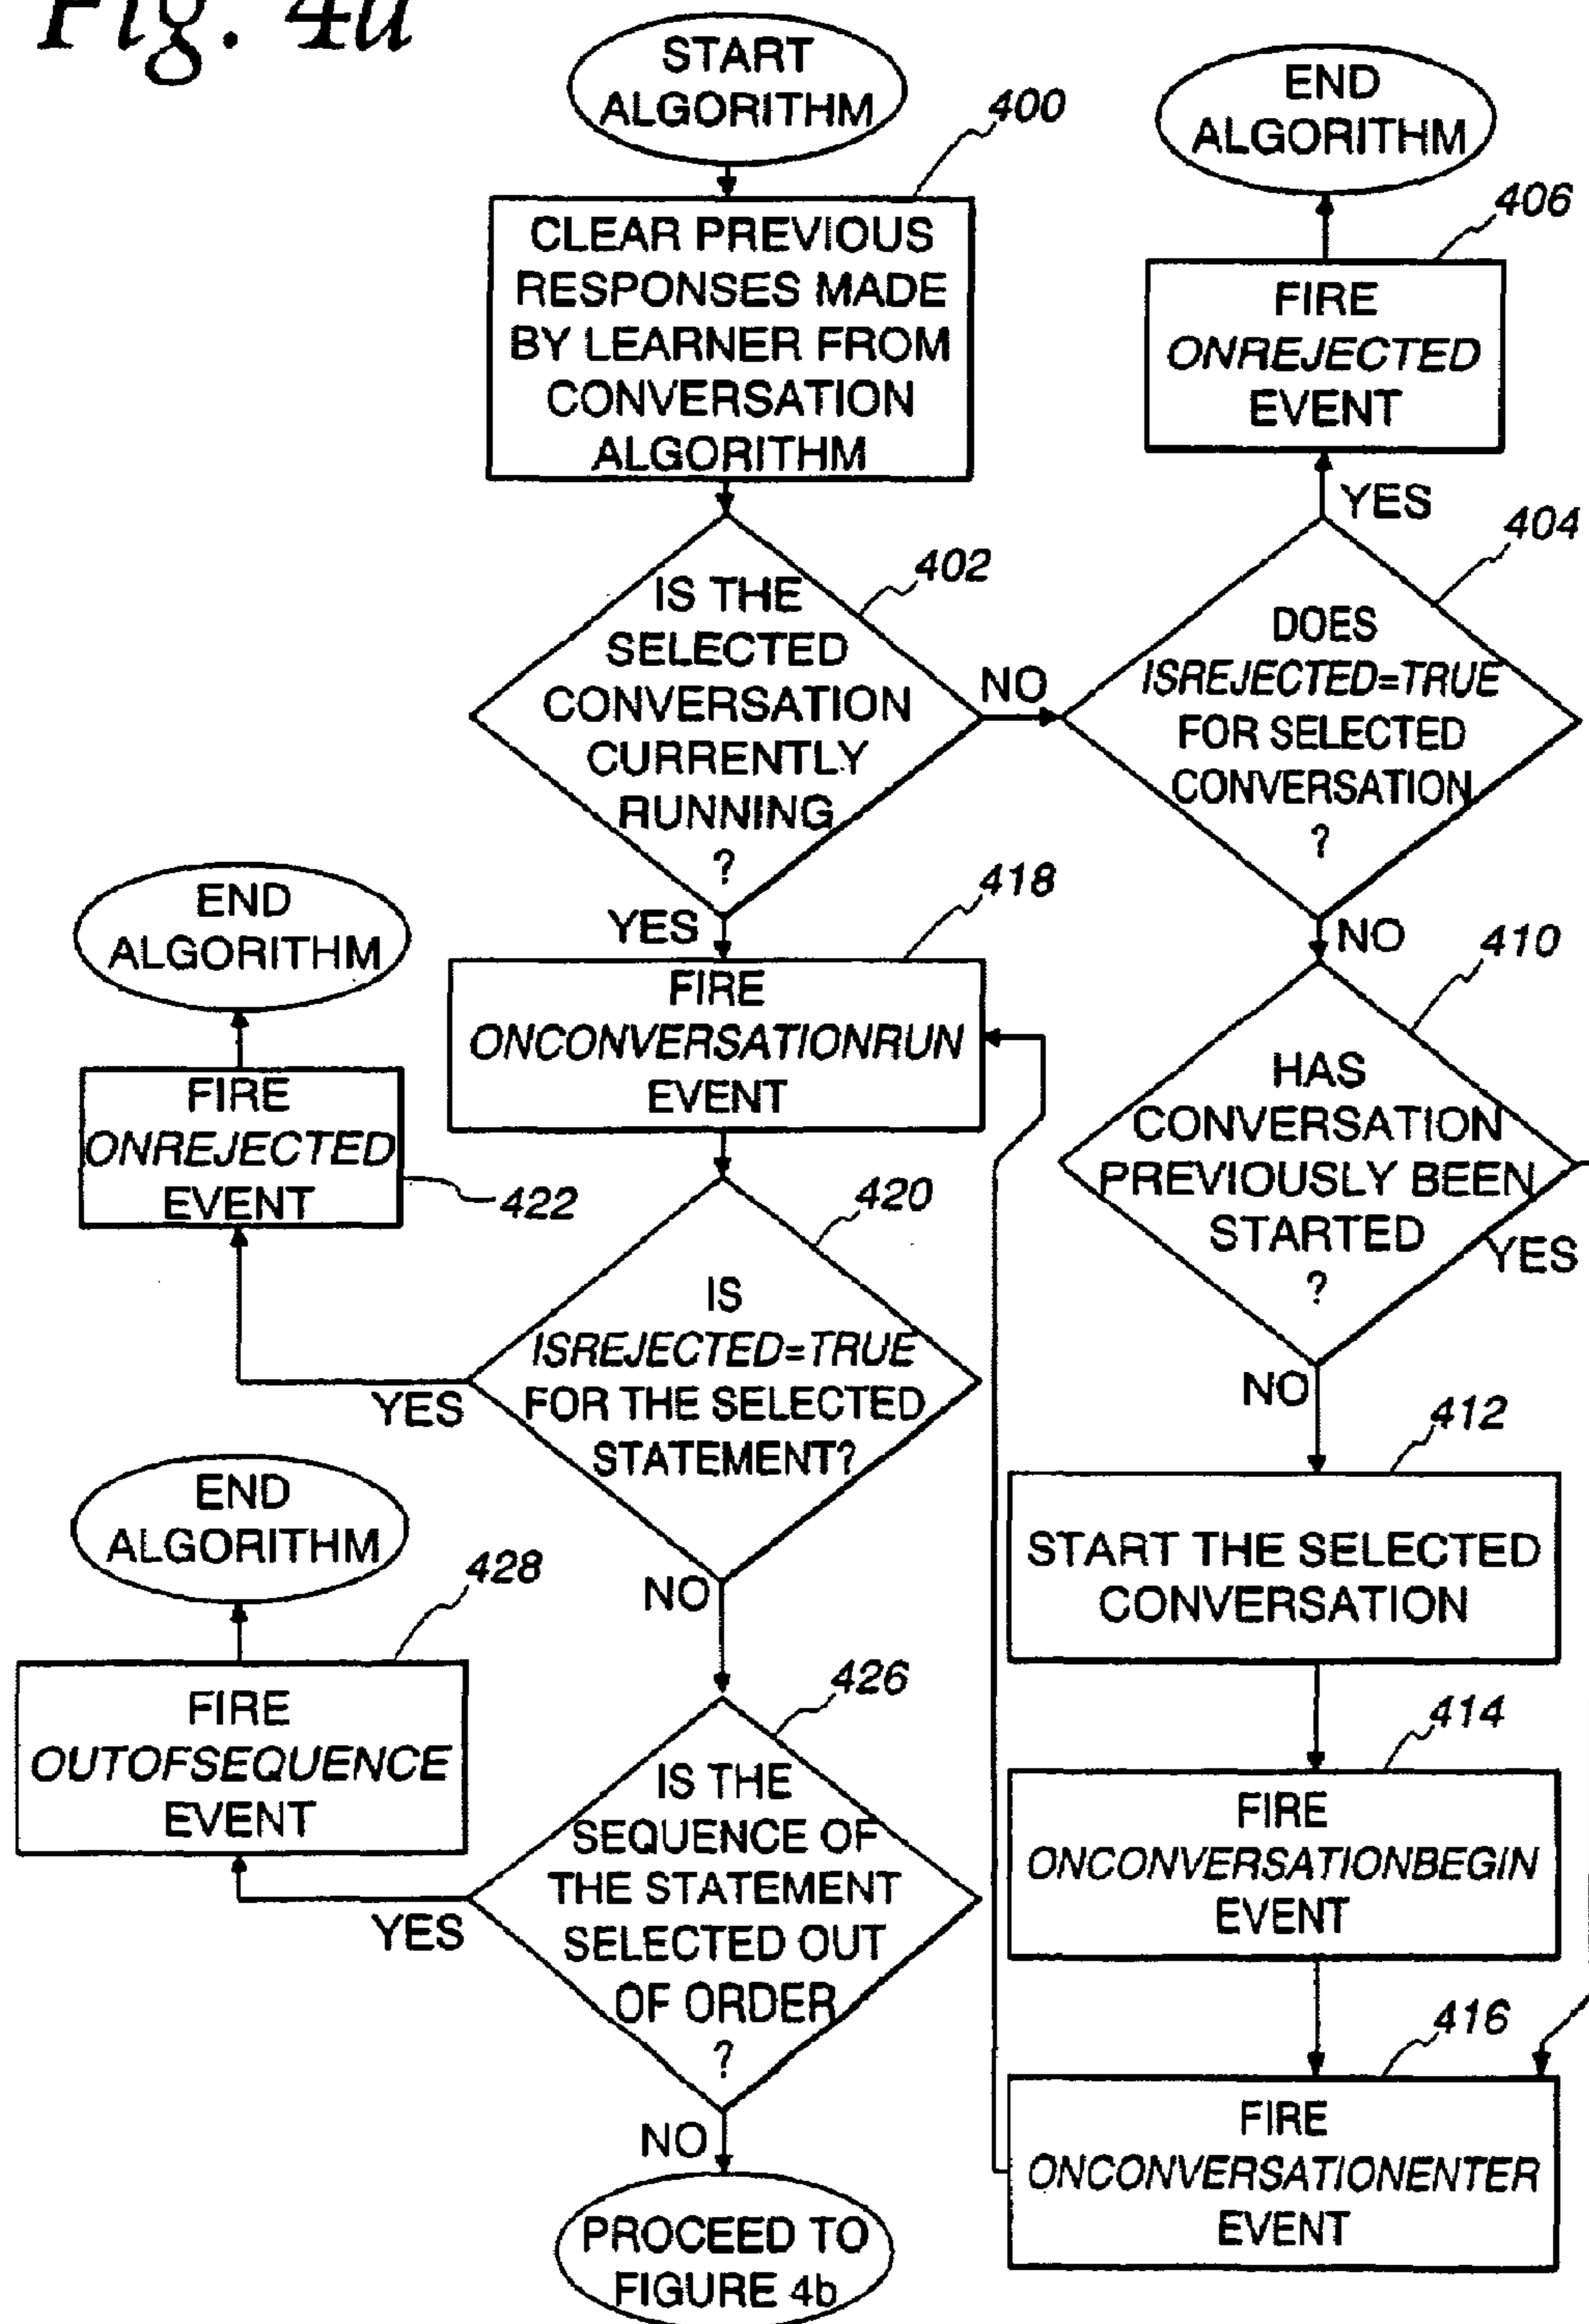 Fig. 4a
START
ALGORITHM
400
CLEAR PREVIOUS
RESPONSES MADE
BY LEARNER FROM
CONVERSATION
ALGORITHM
402
IS THE
SELECTED
CONVERSATION
CURRENTLY
RUNNING
?
NO
YES
END
ALGORITHM
406
FIRE
ONREJECTED
EVENT
YES
404
DOES
ISREJECTED=TRUE
FOR SELECTED
CONVERSATION
?
NO
410
HAS
CONVERSATION
PREVIOUSLY BEEN
STARTED
?
YES
NO
412
START THE SELECTED
CONVERSATION
414
FIRE
ONCONVERSATIONBEGIN
EVENT
416
FIRE
ONCONVERSATIONENTER
EVENT
418
FIRE
ONCONVERSATIONRUN
EVENT
420
IS
ISREJECTED=TRUE
FOR THE SELECTED
STATEMENT?
YES
NO
END
ALGORITHM
FIRE
ONREJECTED
EVENT
422
426
IS THE
SEQUENCE OF
THE STATEMENT
SELECTED OUT
OF ORDER
?
YES
NO
END
ALGORITHM
428
FIRE
OUTOFSEQUENCE
EVENT
PROCEED TO
FIGURE 4b